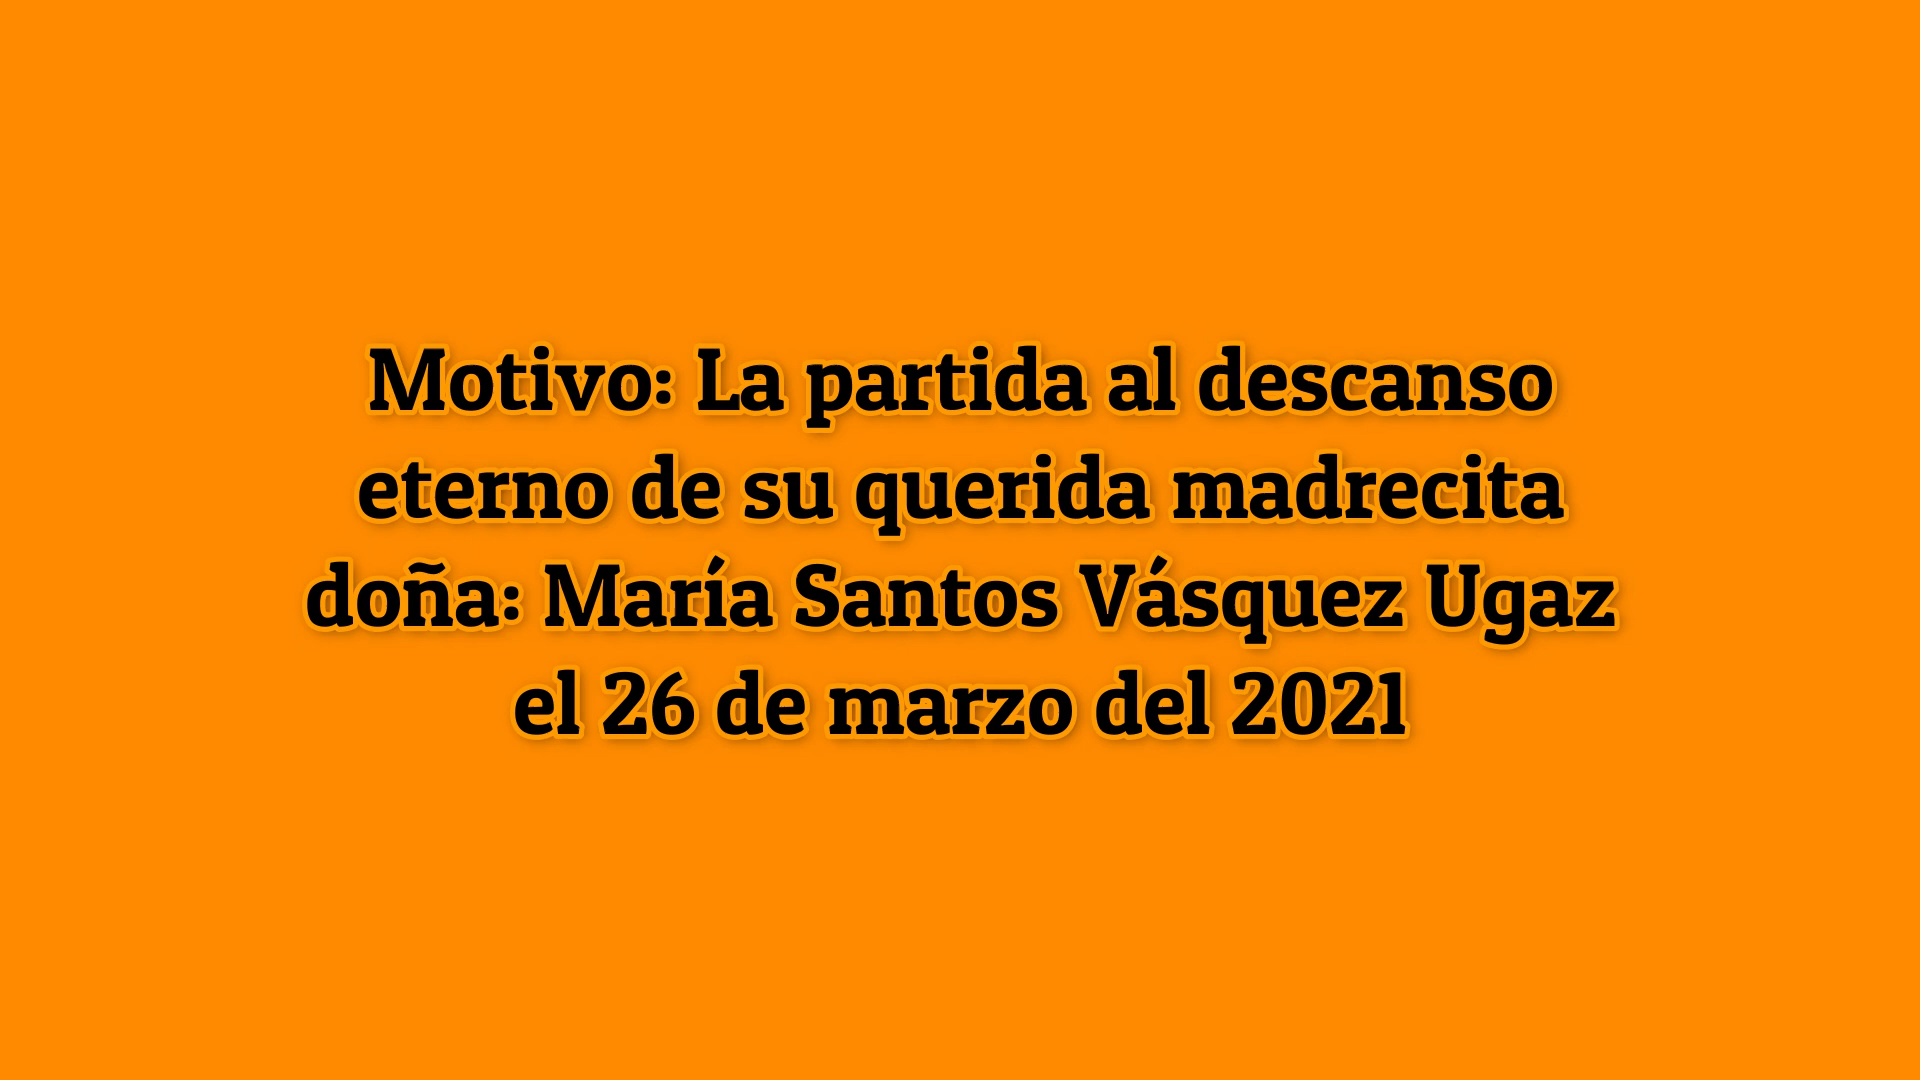 Motivo: La partida al descanso
eterno de su querida madrecita
doña: María Santos Vásquez Ugaz
el 26 de marzo del 2021